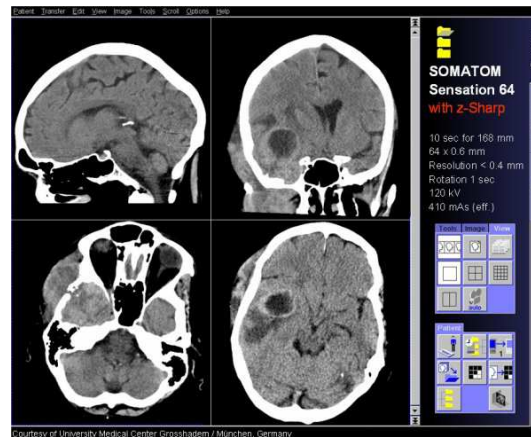 Patient Transfer Edit View Image Tools Scroll Options Help
SOMATOM
Sensation 64
with z-Sharp
10 sec for 168 mm
64 x 0.6 mm
Resolution < 0.4 mm
Rotation 1 sec
120 kV
410 mAs (eff.)
Tools Image View
auto
Patient
1
Courtesy of University Medical Center Grosshadern / München, Germany